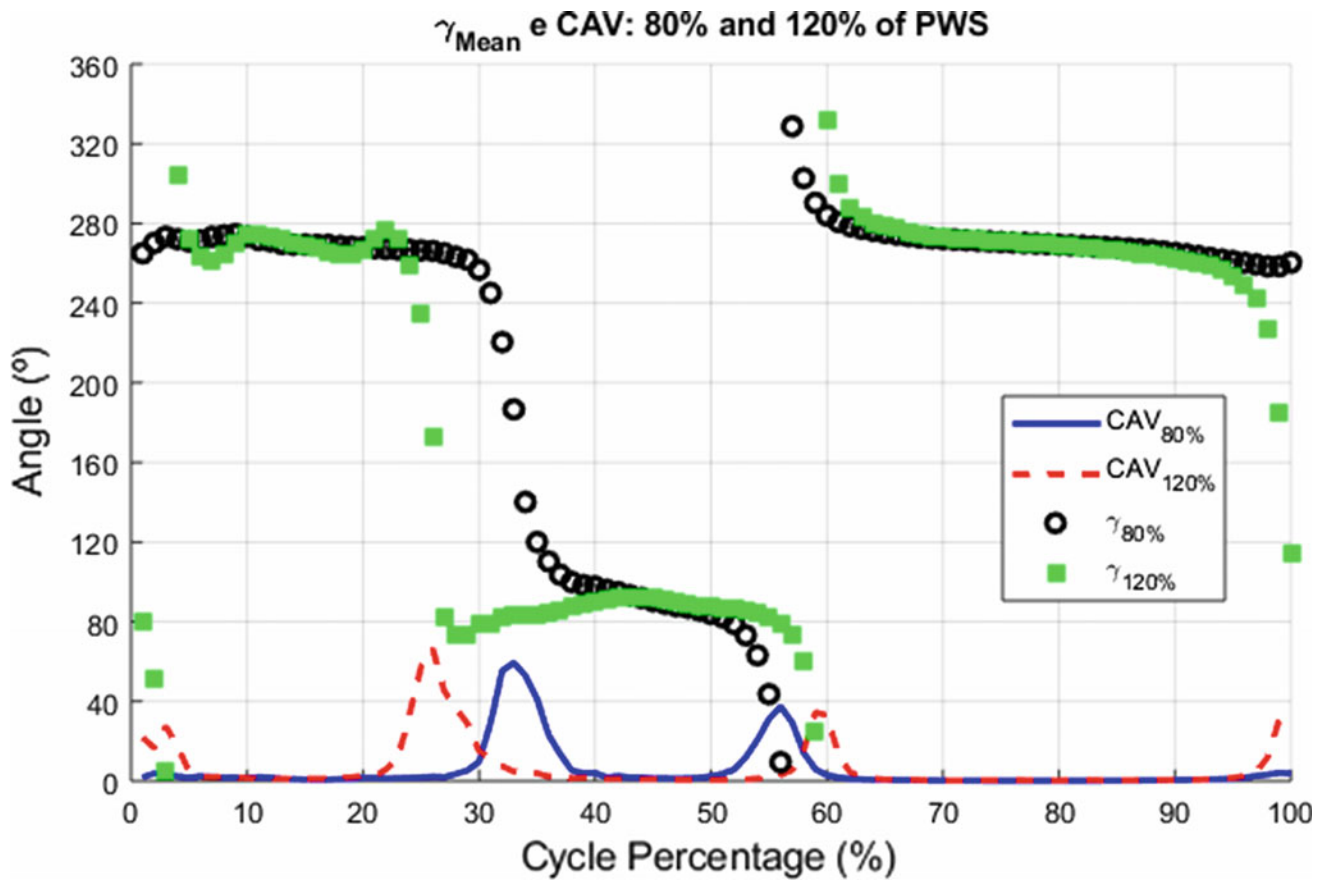 γMean e CAV: 80% and 120% of PWS
360
320
280
240
200
160
120
80
40
0
Angle (º)
CAV80%
CAV120%
γ80%
γ120%
0 10 20 30 40 50 60 70 80 90 100
Cycle Percentage (%)